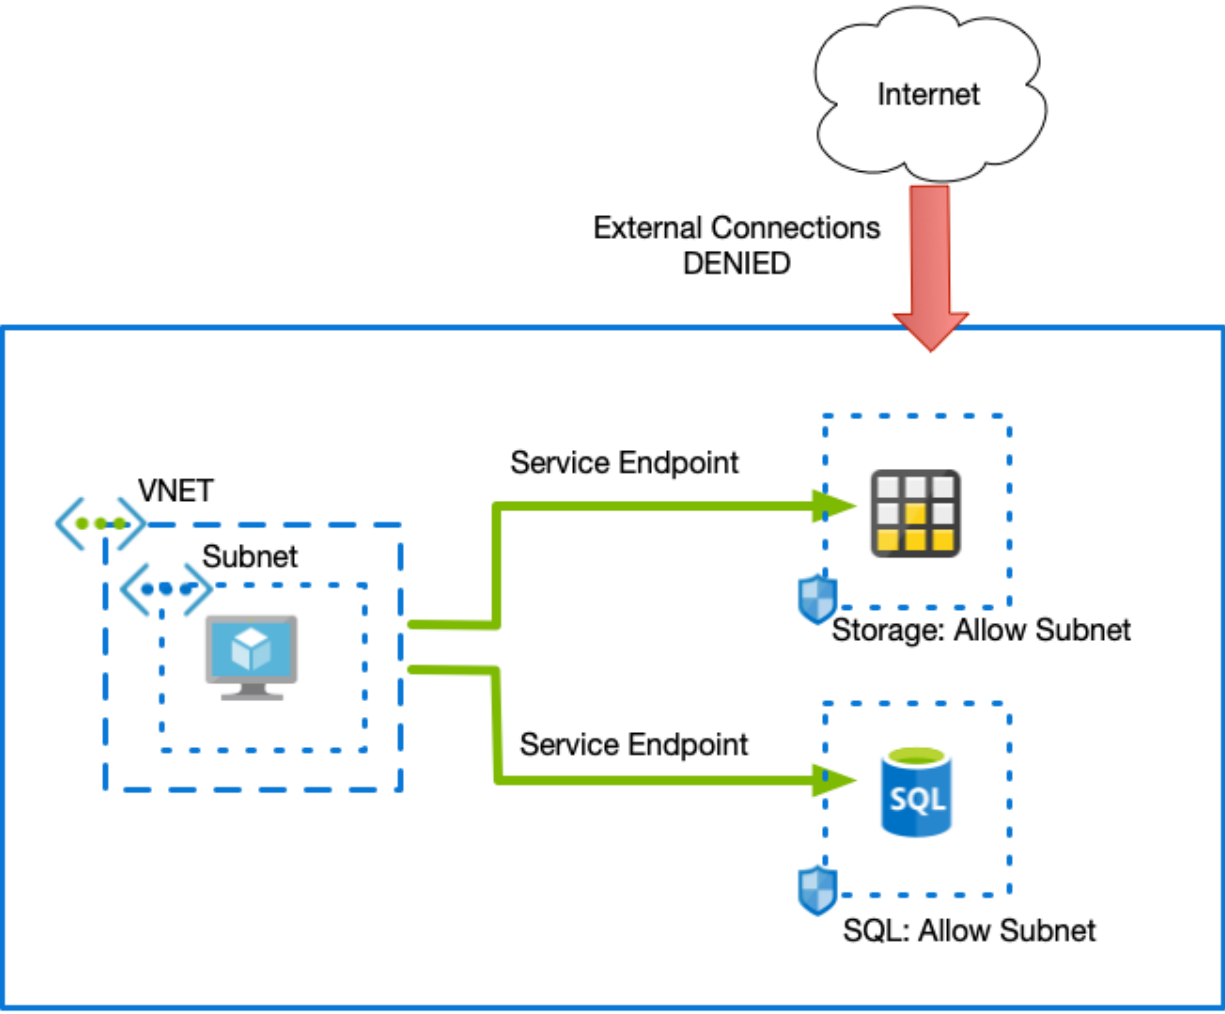 Internet
External Connections
DENIED
Service Endpoint
VNET
Subnet
Storage: Allow Subnet
Service Endpoint
SQL
SQL: Allow Subnet